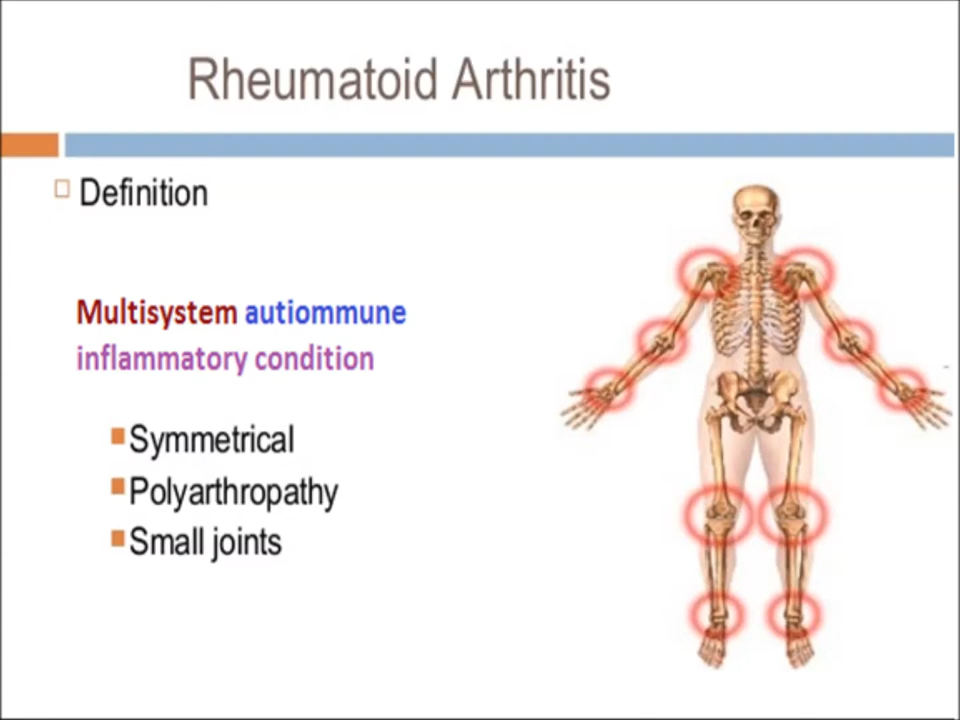 Rheumatoid Arthritis
Definition
Multisystem autiommune
inflammatory condition
Symmetrical
Polyarthropathy
Small joints